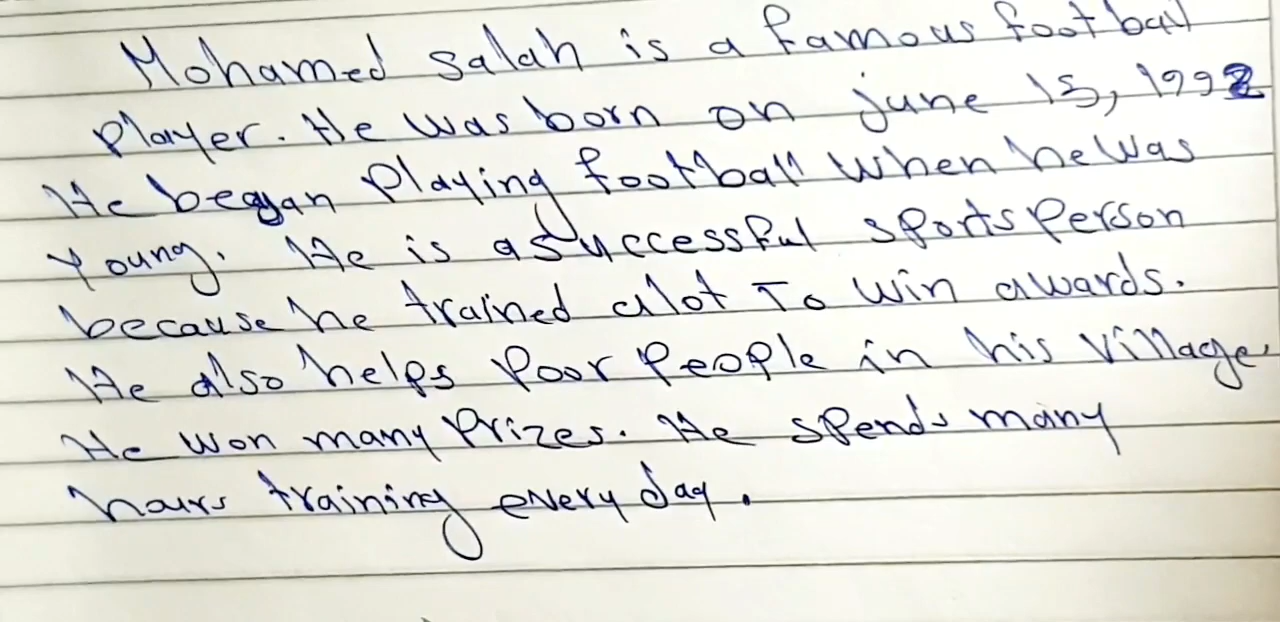 Mohamed salah is a famous football
Player. He was born on june 15, 1992
He began Playing football when he was
Young. He is a successful sports Person
because he trained alot To win awards.
He also helps Poor People in his village.
He won many Prizes. He spends many
hours training every day.